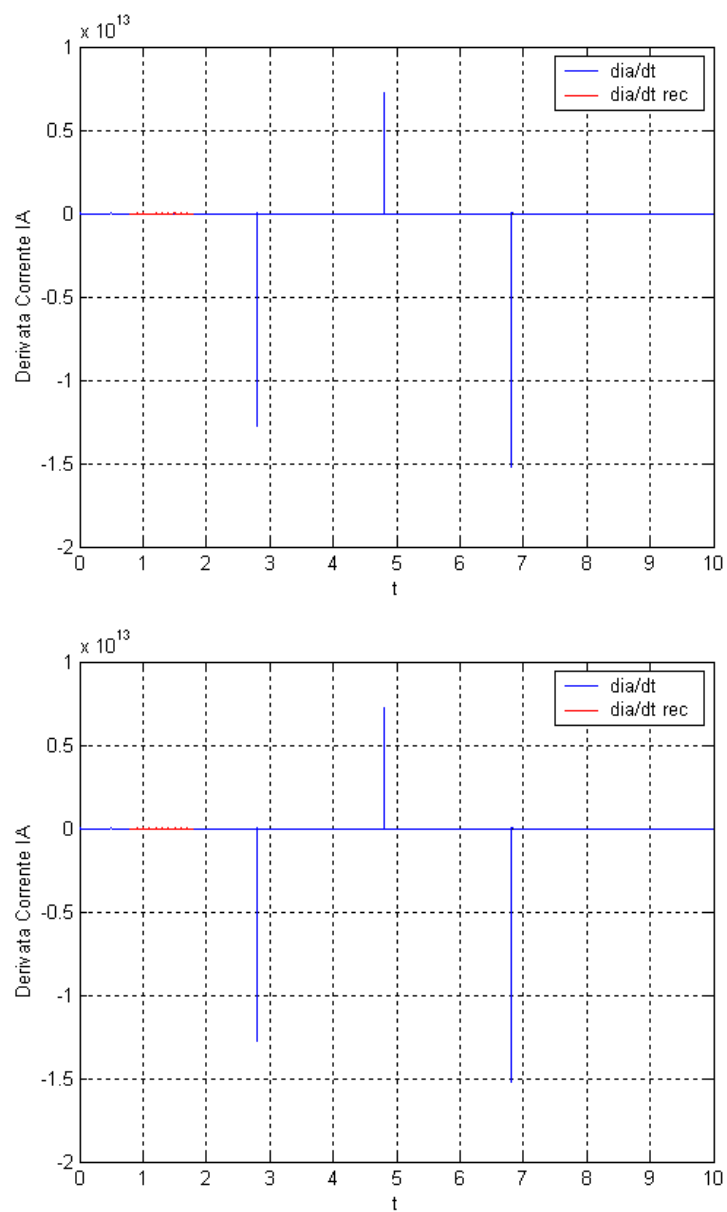 x 10^13
1
0.5
0
-0.5
-1
-1.5
-2
Derivata Corrente IA
dia/dt
dia/dt rec
0 1 2 3 4 5 6 7 8 9 10
t
x 10^13
1
0.5
0
-0.5
-1
-1.5
-2
Derivata Corrente IA
dia/dt
dia/dt rec
0 1 2 3 4 5 6 7 8 9 10
t